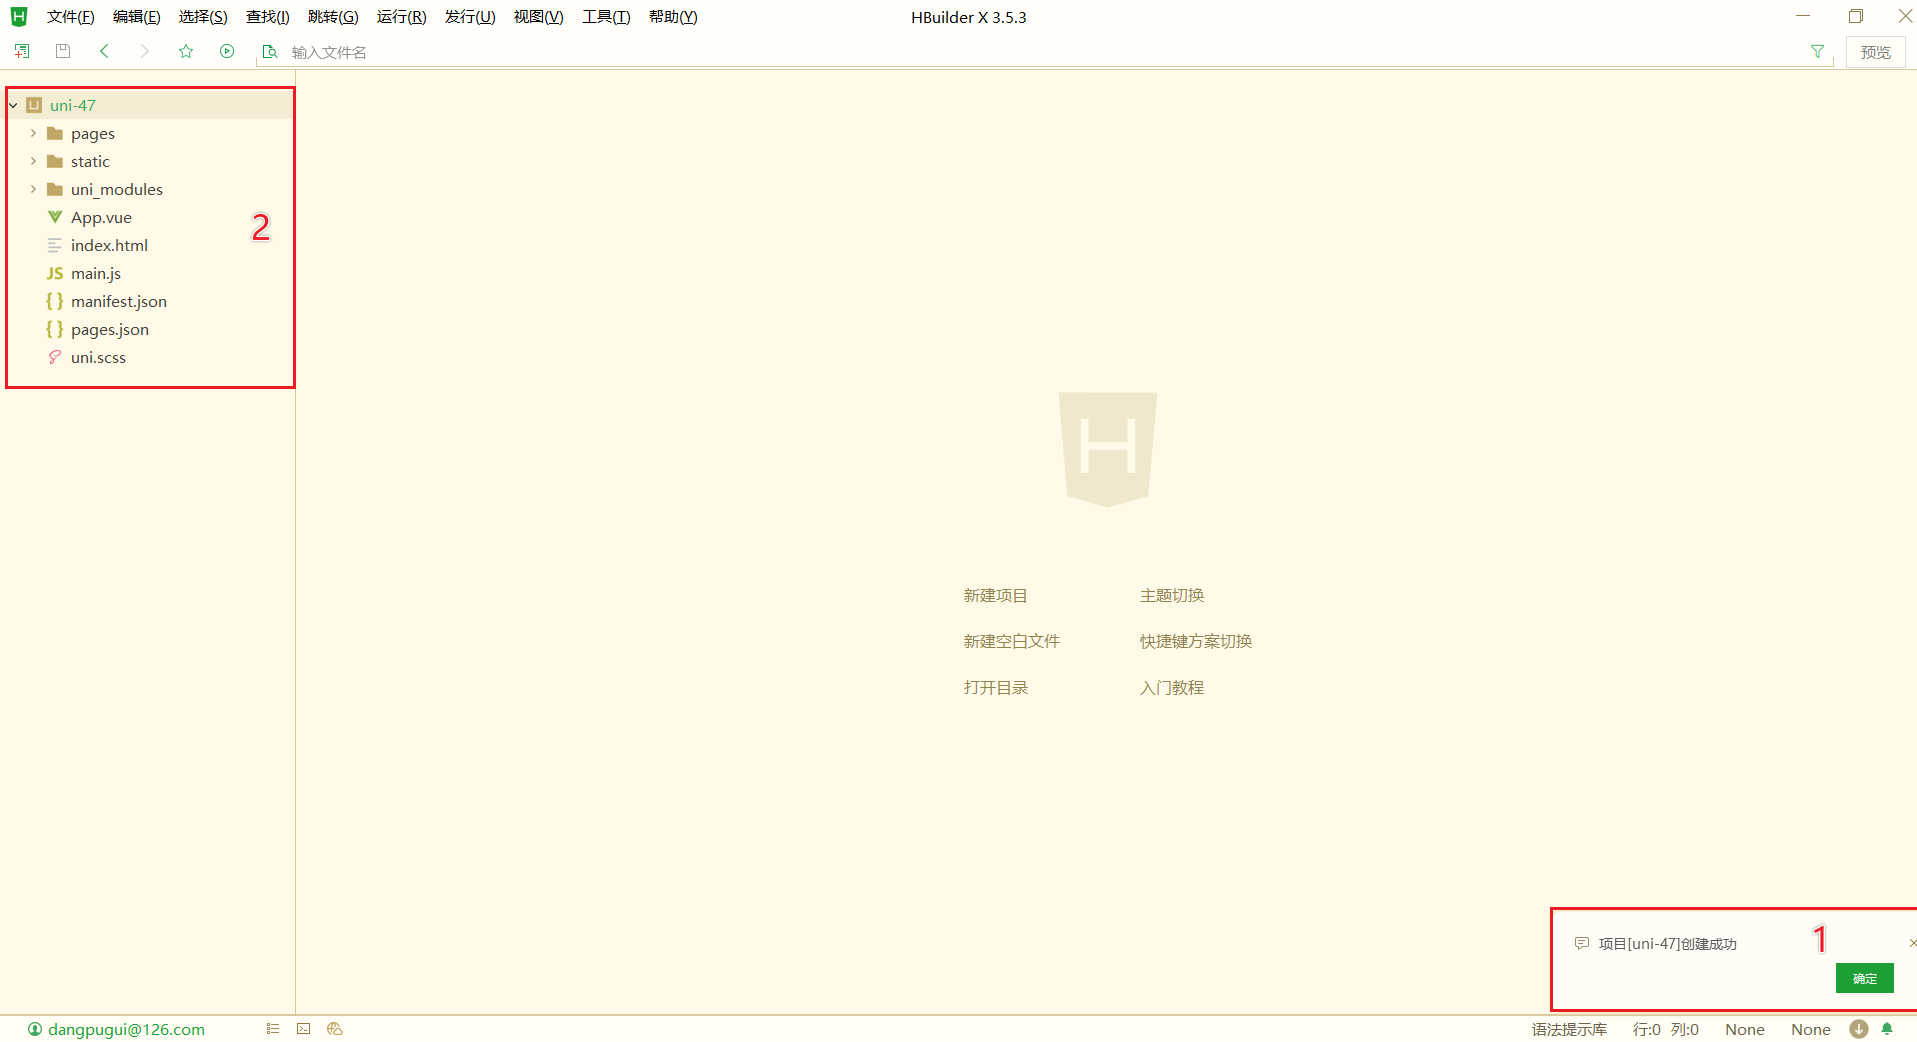 文件(F) 编辑(E) 选择(S) 查找(I) 跳转(G) 运行(R) 发行(U) 视图(V) 工具(T) 帮助(Y) HBuilder X 3.5.3
输入文件名 预览
uni-47
pages
static
uni_modules
App.vue
2
index.html
JS main.js
{ } manifest.json
{ } pages.json
uni.scss
H
新建项目 主题切换
新建空白文件 快捷键方案切换
打开目录 入门教程
项目[uni-47]创建成功 1
确定
dangpugui@126.com 语法提示库 行:0 列:0 None None